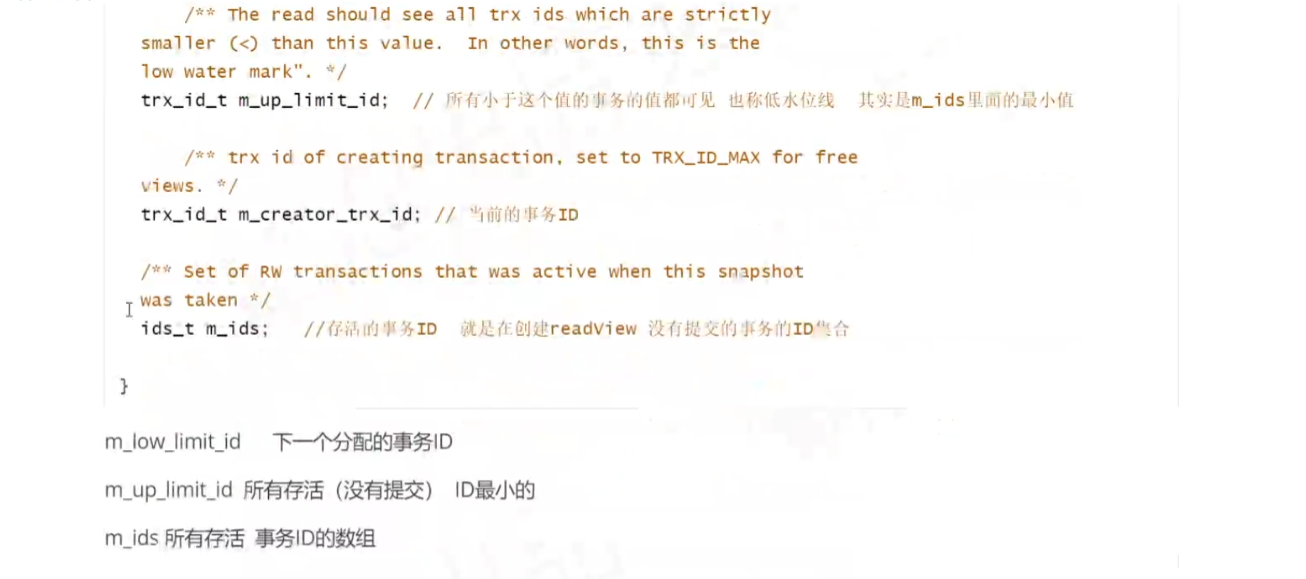 /** The read should see all trx ids which are strictly
smaller (<) than this value.  In other words, this is the
low water mark". */
trx_id_t m_up_limit_id;  // 所有小于这个值的事务的值都可见 也称低水位线  其实是m_ids里面的最小值
/** trx id of creating transaction, set to TRX_ID_MAX for free
views. */
trx_id_t m_creator_trx_id; // 当前的事务ID
/** Set of RW transactions that was active when this snapshot
was taken */
ids_t m_ids;   //存活的事务ID  就是在创建readView 没有提交的事务的ID集合
}
m_low_limit_id  下一个分配的事务ID
m_up_limit_id 所有存活（没有提交） ID最小的
m_ids 所有存活 事务ID的数组